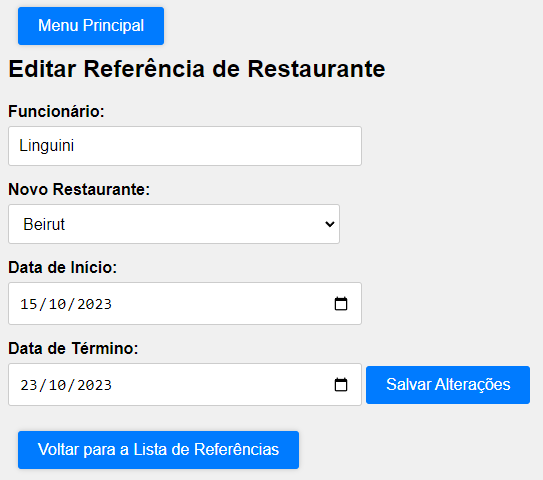 Menu Principal
Editar Referência de Restaurante
Funcionário:
Linguini
Novo Restaurante:
Beirut
Data de Início:
15/10/2023
Data de Término:
23/10/2023 Salvar Alterações
Voltar para a Lista de Referências